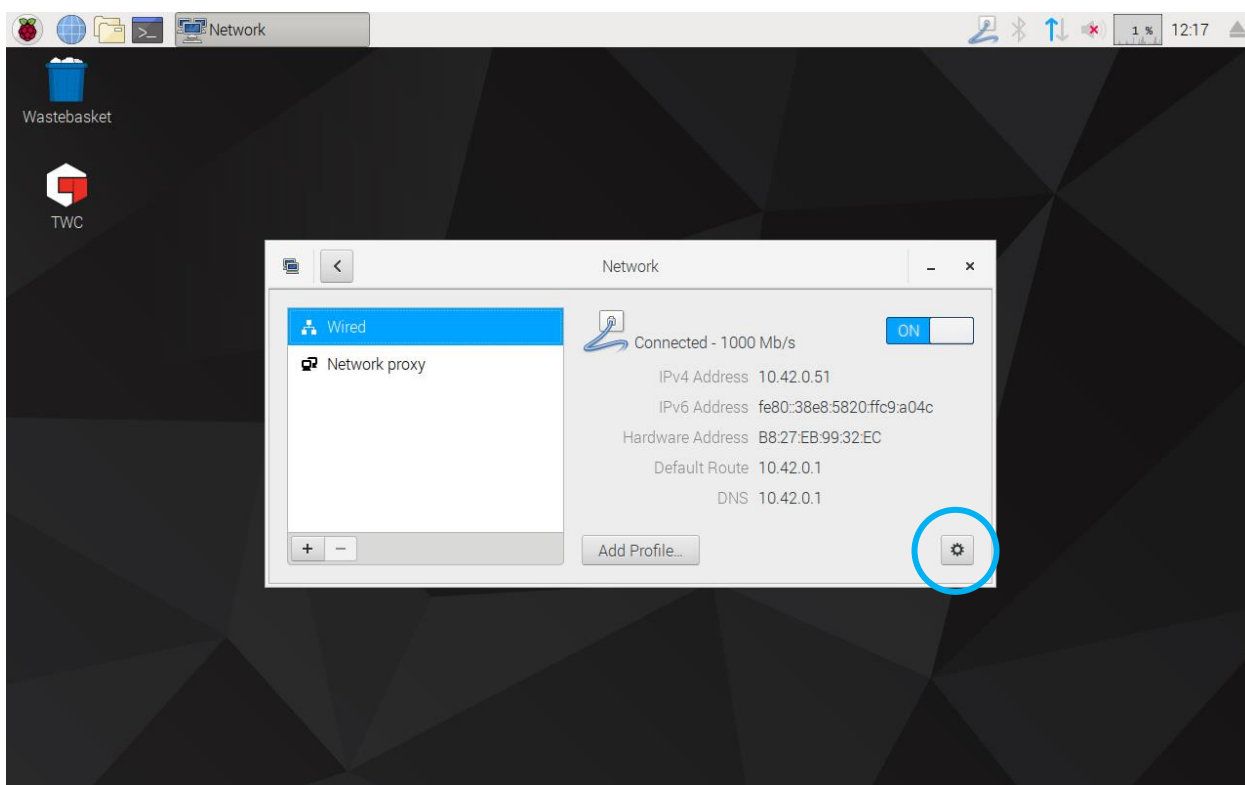 Network
1 %
12:17
Wastebasket
TWC
Network
Wired
Network proxy
ON
Connected - 1000 Mb/s
IPv4 Address 10.42.0.51
IPv6 Address fe80::38e8:5820:ffc9:a04c
Hardware Address B8:27:EB:99:32:EC
Default Route 10.42.0.1
DNS 10.42.0.1
Add Profile...